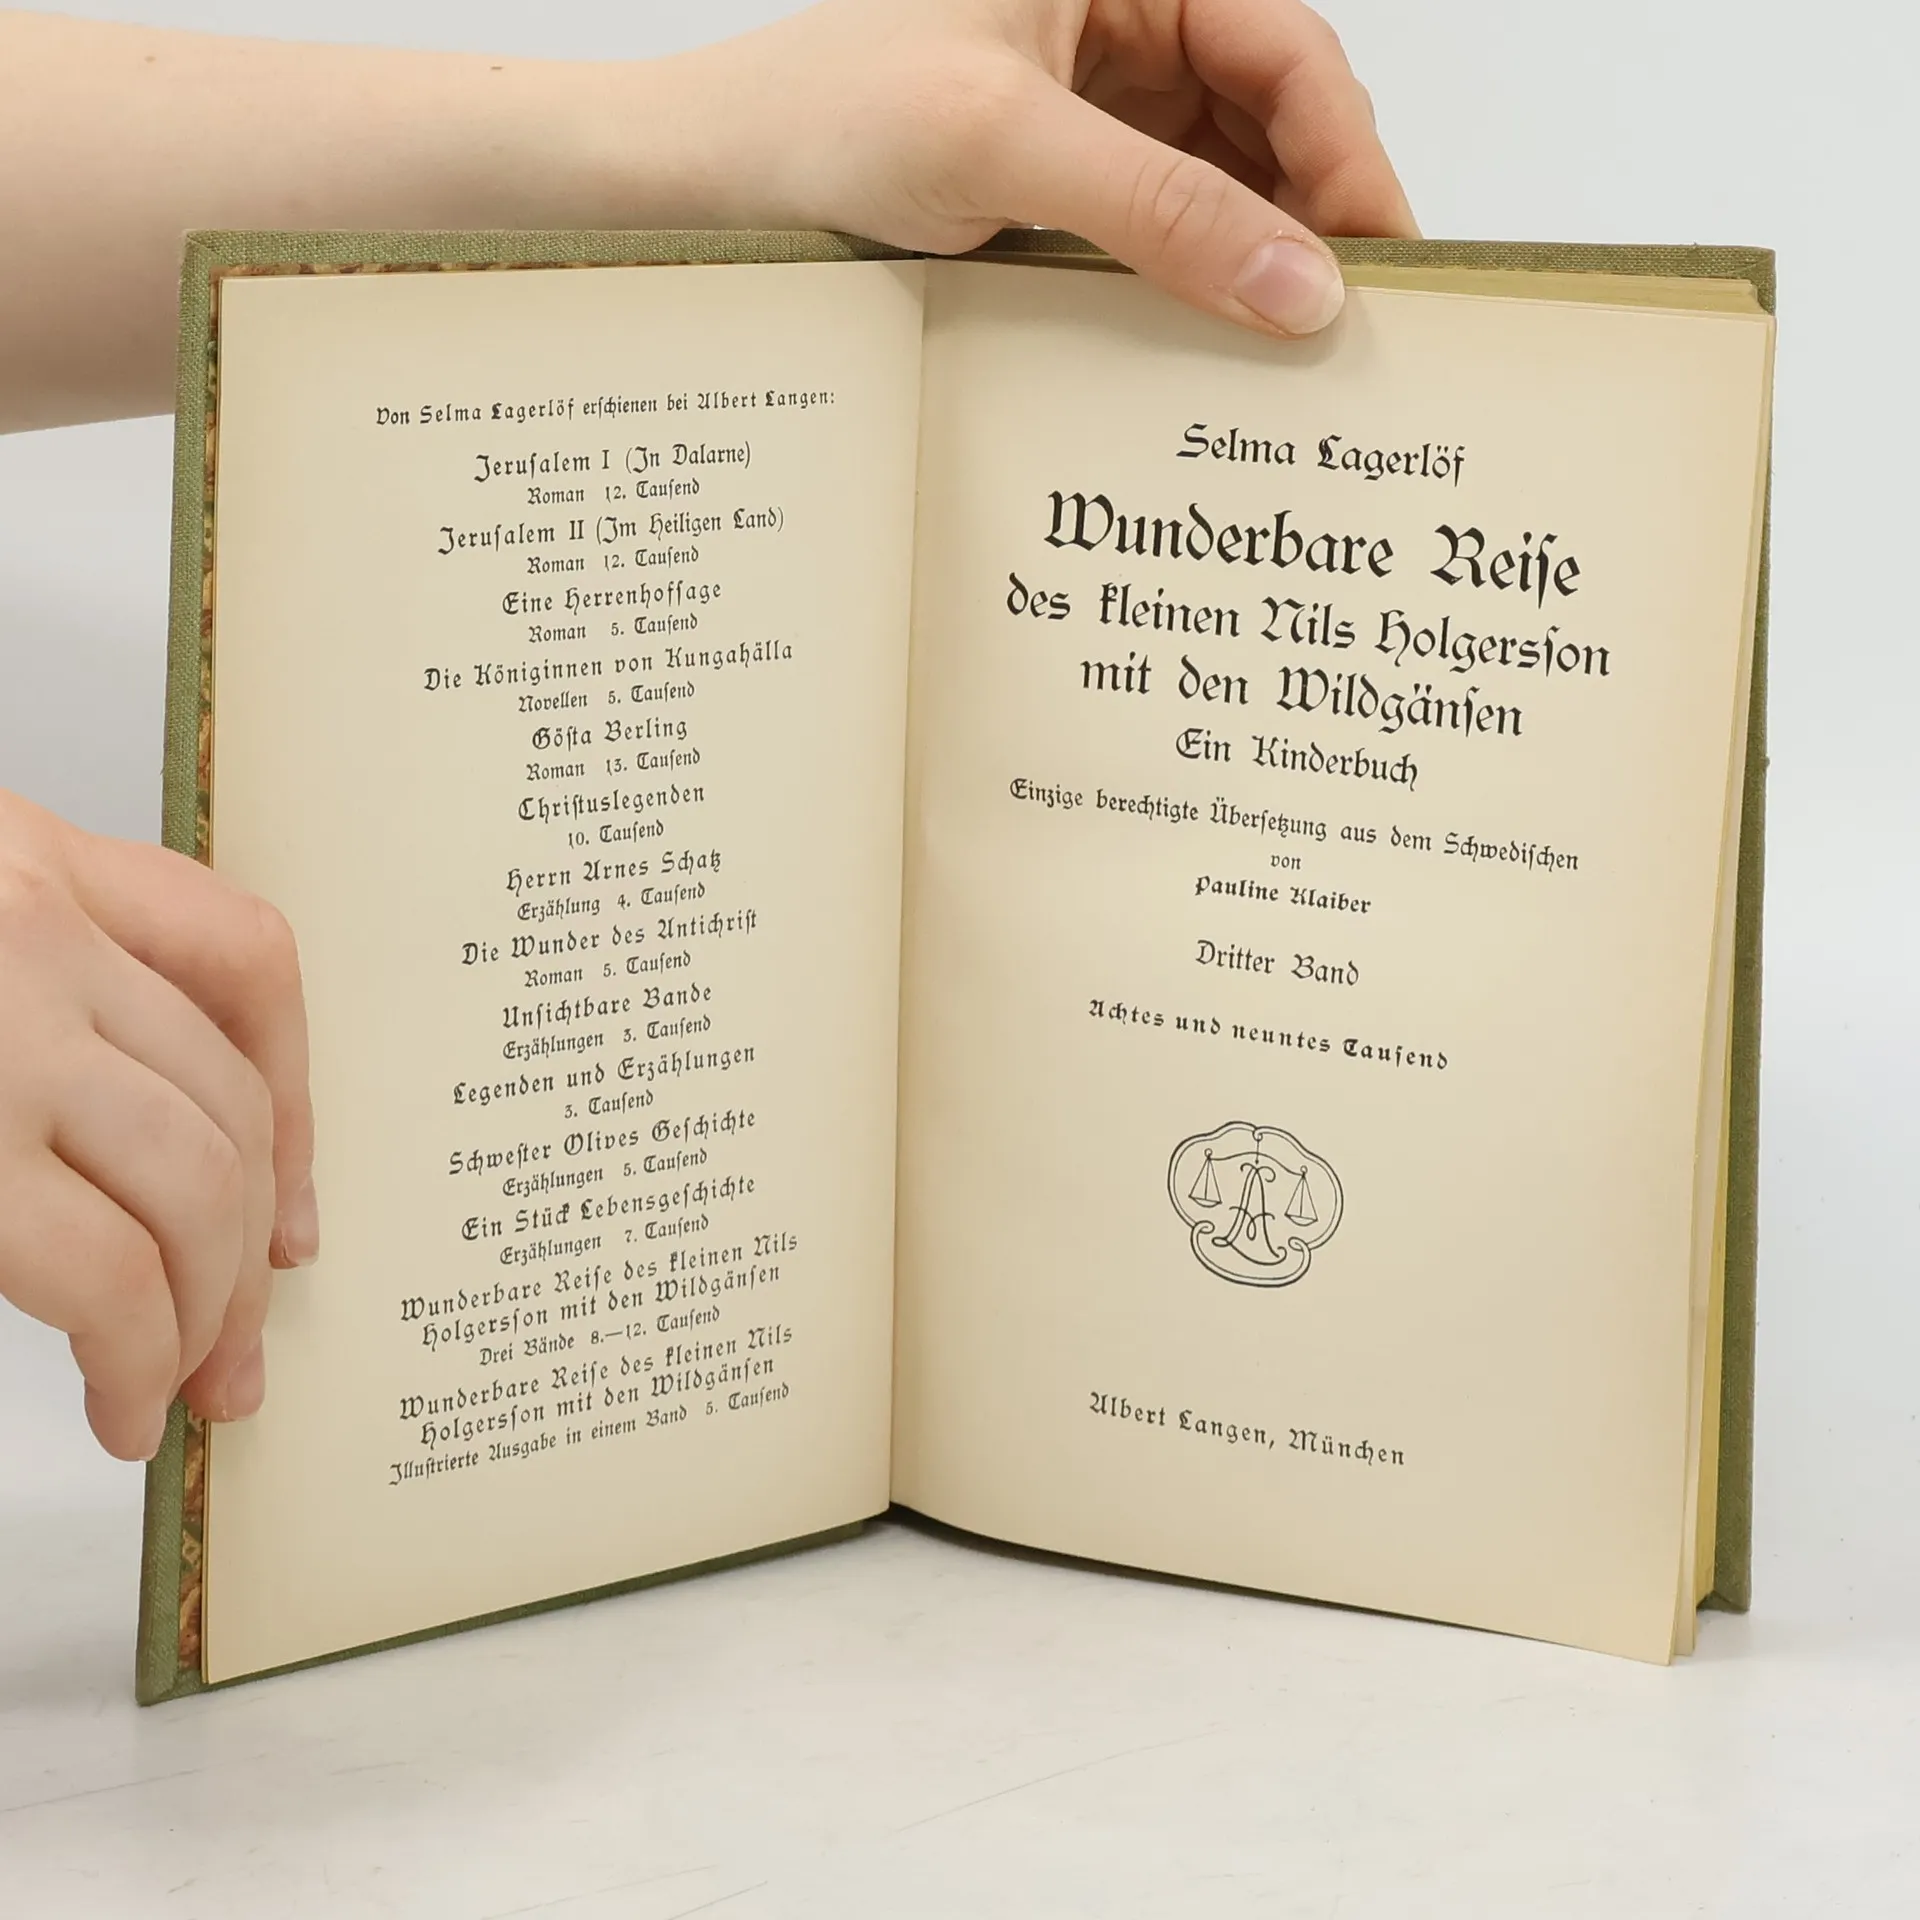 Von Selma Lagerlöf erſchienen bei Albert Langen:
Jeruſalem I (In Dalarne)
Roman 12. Tauſend
Jeruſalem II (Im Heiligen Land)
Roman 12. Tauſend
Eine Herrenhofſage
Roman 5. Tauſend
Die Königinnen von Kungahälla
Novellen 5. Tauſend
Göſta Berling
Roman 13. Tauſend
Chriſtuslegenden
10. Tauſend
Herrn Arnes Schatz
Erzählung 4. Tauſend
Die Wunder des Antichriſt
Roman 5. Tauſend
Unſichtbare Bande
Erzählungen 3. Tauſend
Legenden und Erzählungen
3. Tauſend
Schweſter Olives Geſchichte
Erzählungen 5. Tauſend
Ein Stück Lebensgeſchichte
Erzählungen 7. Tauſend
Wunderbare Reiſe des kleinen Nils
Holgersſon mit den Wildgänſen
Drei Bände 8.—12. Tauſend
Wunderbare Reiſe des kleinen Nils
Holgersſon mit den Wildgänſen
Illuſtrierte Ausgabe in einem Band 5. Tauſend
Selma Lagerlöf
Wunderbare Reiſe
des kleinen Nils Holgersſon
mit den Wildgänſen
Ein Kinderbuch
Einzige berechtigte Überſetzung aus dem Schwediſchen
von
Pauline Klaiber
Dritter Band
Achtes und neuntes Tauſend
Albert Langen, München